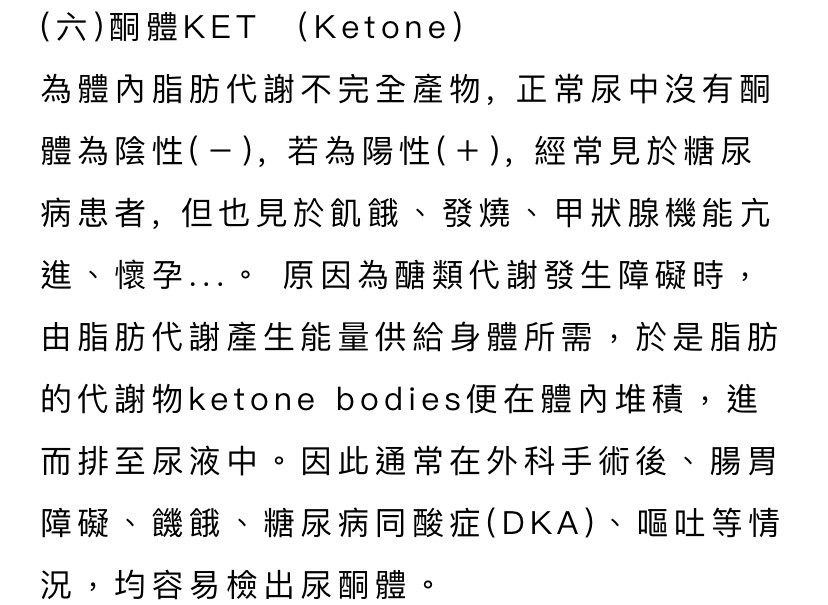 (六)酮體KET （Ketone）
為體內脂肪代謝不完全產物, 正常尿中沒有酮
體為陰性(－), 若為陽性(＋), 經常見於糖尿
病患者, 但也見於飢餓、發燒、甲狀腺機能亢
進、懷孕...。 原因為醣類代謝發生障礙時，
由脂肪代謝產生能量供給身體所需，於是脂肪
的代謝物ketone bodies便在體內堆積，進
而排至尿液中。因此通常在外科手術後、腸胃
障礙、饑餓、糖尿病同酸症(DKA)、嘔吐等情
況，均容易檢出尿酮體。